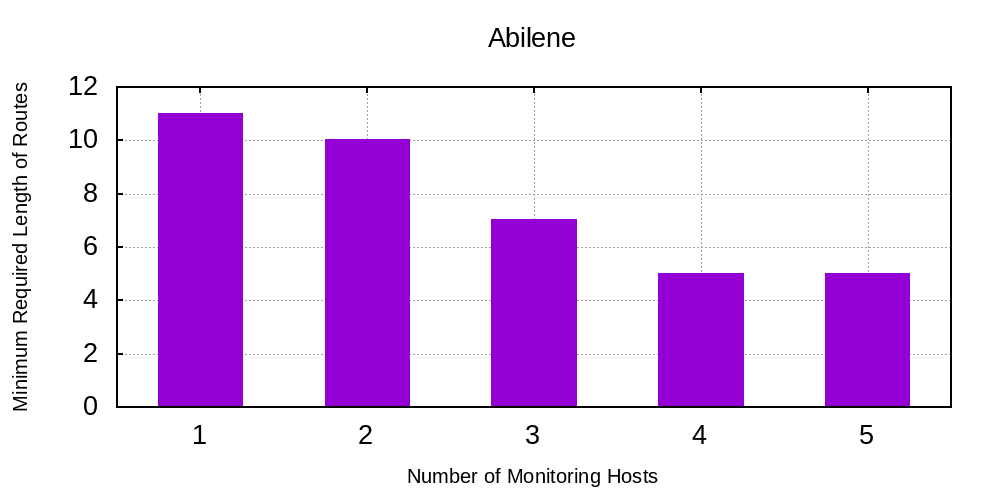 Abilene
Minimum Required Length of Routes
12
10
8
6
4
2
0
1 2 3 4 5
Number of Monitoring Hosts